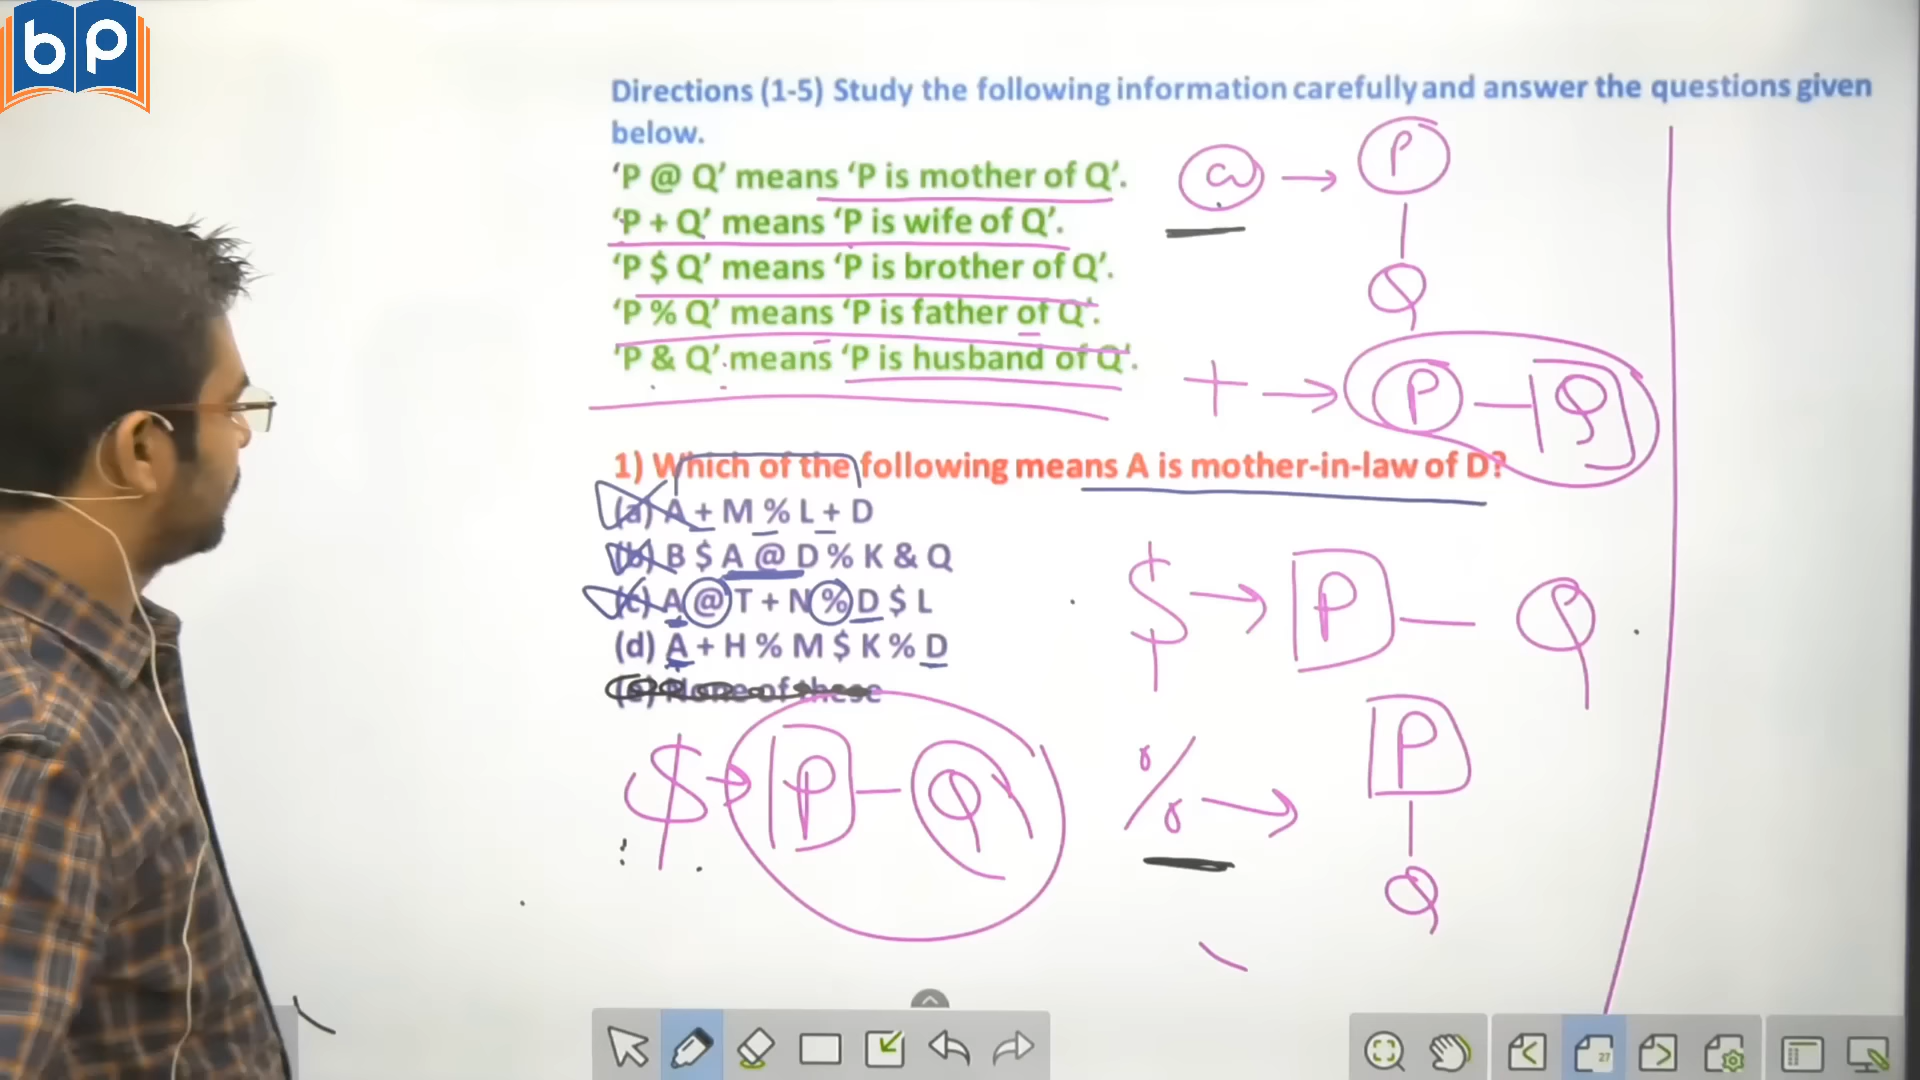 bp
Directions (1-5) Study the following information carefully and answer the questions given
below.
‘P @ Q’ means ‘P is mother of Q’.
‘P + Q’ means ‘P is wife of Q’.
‘P $ Q’ means ‘P is brother of Q’.
‘P % Q’ means ‘P is father of Q’.
‘P & Q’ means ‘P is husband of Q’.
@ → P
Q
+ → P — Q
1) Which of the following means A is mother-in-law of D?
(a) A + M % L + D
(b) B $ A @ D % K & Q
(c) A @ T + N % D $ L
(d) A + H % M $ K % D
(e) None of these
$ → P — Q
$ → P — Q
% → P
Q
27